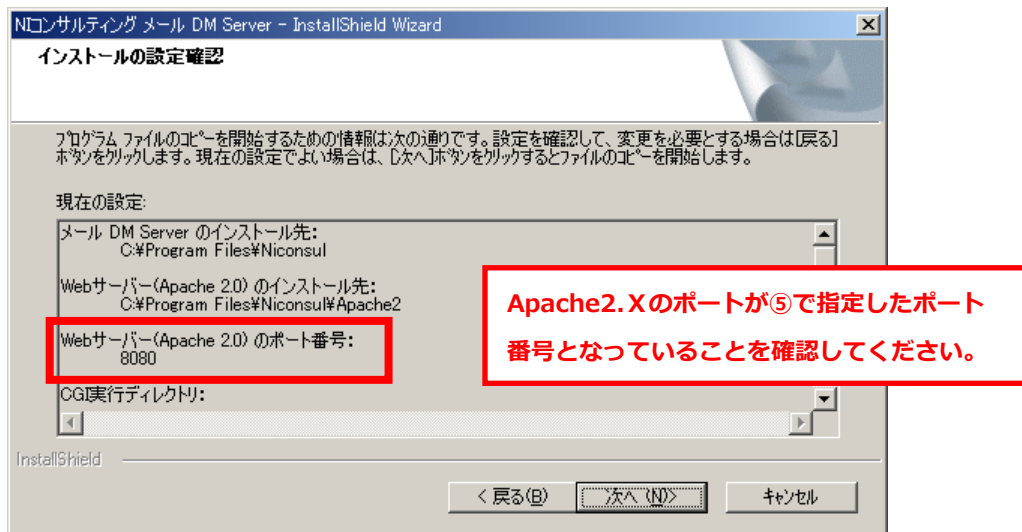 NIコンサルティング メール DM Server - InstallShield Wizard
インストールの設定確認
プログラム ファイルのコピーを開始するための情報は次の通りです。設定を確認して、変更を必要とする場合は[戻る]
ボタンをクリックします。現在の設定でよい場合は、[次へ]ボタンをクリックするとファイルのコピーを開始します。
現在の設定:
メール DM Server のインストール先:
C:¥Program Files¥Niconsul
Webサーバー(Apache 2.0) のインストール先:
C:¥Program Files¥Niconsul¥Apache2
Webサーバー(Apache 2.0) のポート番号:
8080
CGI実行ディレクトリ:
Apache2.Xのポートが⑤で指定したポート
番号となっていることを確認してください。
InstallShield
< 戻る(B) 次へ (N)> キャンセル